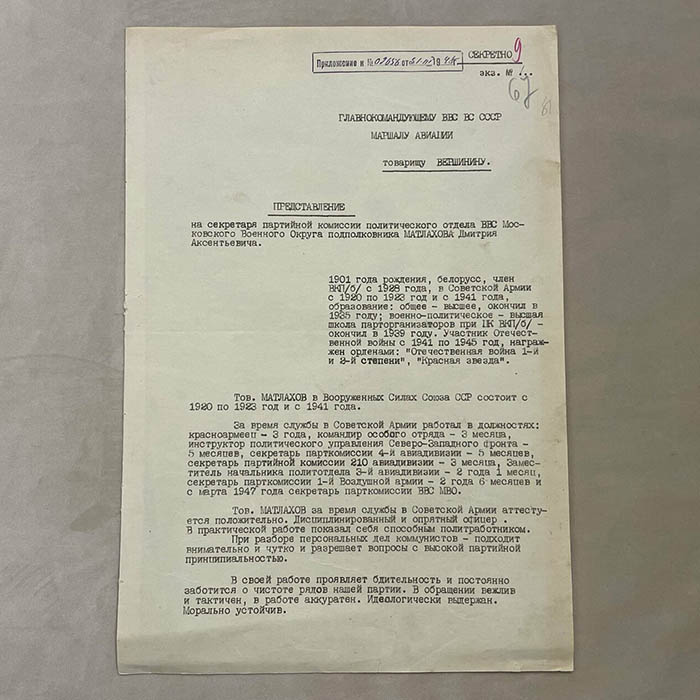 СЕКРЕТНО 9
Приложение к № от 194
экз. №
67
ГЛАВНОКОМАНДУЮЩЕМУ ВВС ВС СССР
МАРШАЛУ АВИАЦИИ
товарищу ВЕРШИНИНУ.
ПРЕДСТАВЛЕНИЕ
на секретаря партийной комиссии политического отдела ВВС Мос-
ковского Военного Округа подполковника МАТЛАХОВА Дмитрия
Аксентьевича.
1901 года рождения, белорусс, член
ВКП/б/ с 1928 года, в Советской Армии
с 1920 по 1923 год и с 1941 года,
образование: общее - высшее, окончил в
1935 году; военно-политическое - высшая
школа парторганизаторов при ЦК ВКП/б/ -
окончил в 1939 году. Участник Отечест-
венной войны с 1941 по 1945 год, награж-
жен орденами: "Отечественная война 1-й
и 2-й степени", "Красная звезда".
Тов. МАТЛАХОВ в Вооруженных Силах Союза ССР состоит с
1920 по 1923 год и с 1941 года.
За время службы в Советской Армии работал в должностях:
красноармеец - 3 года, командир особого отряда - 3 месяца,
инструктор политического управления Северо-Западного фронта -
- 5 месяцев, секретарь парткомиссии 4-й авиадивизии - 5 месяцев,
секретарь партийной комиссии 210 авиадивизии - 3 месяца, Замес-
титель начальника политотдела 3-й авиадивизии - 2 года 1 месяц,
секретарь парткомиссии 1-й Воздушной армии - 2 года 6 месяцев и
с марта 1947 года секретарь парткомиссии ВВС МВО.
Тов. МАТЛАХОВ за время службы в Советской Армии аттесту-
ется положительно. Дисциплинированный и опрятный офицер .
В практической работе показал себя способным политработником.
При разборе персональных дел коммунистов - подходит
внимательно и чутко и разрешает вопросы с высокой партийной
принципиальностью.
В своей работе проявляет бдительность и постоянно
заботится о чистоте рядов нашей партии. В обращении вежлив
и тактичен, в работе аккуратен. Идеологически выдержан.
Морально устойчив.